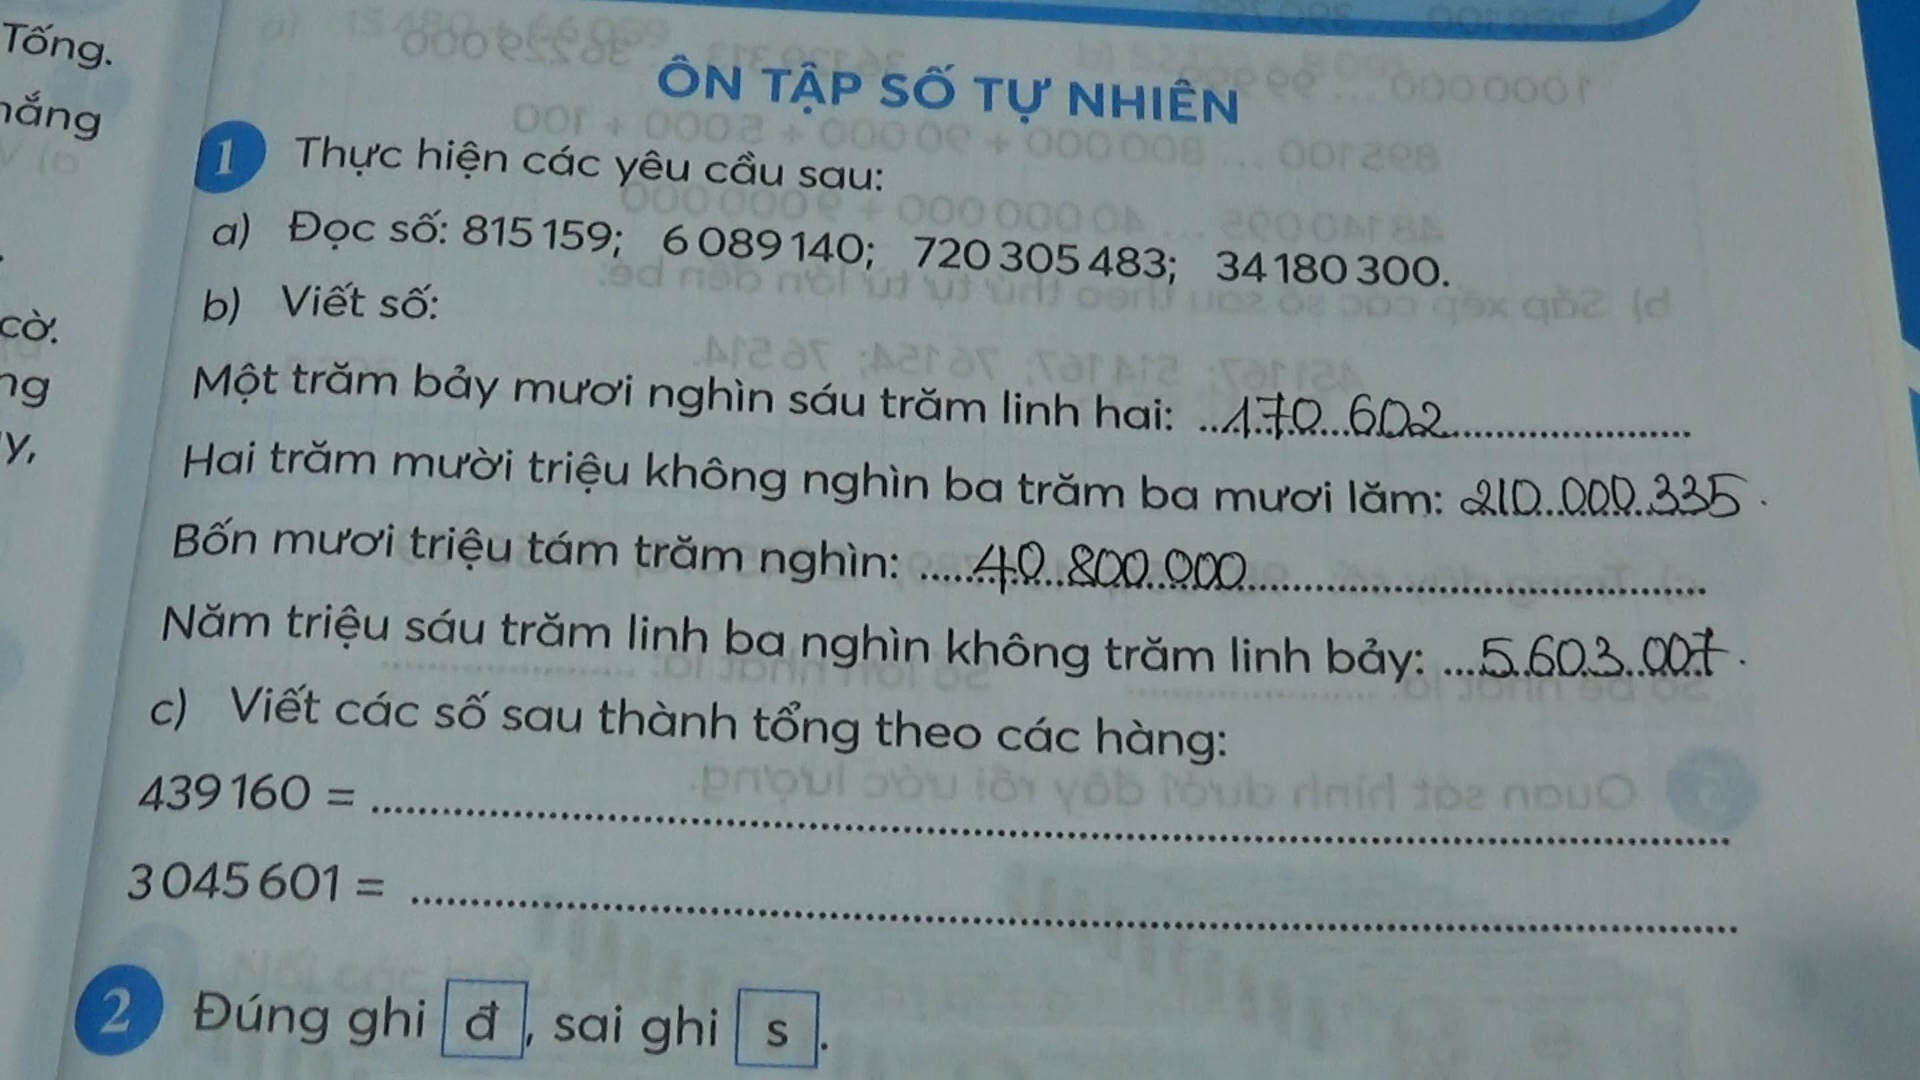 Tống.
nắng
cờ.
ng
y,
ÔN TẬP SỐ TỰ NHIÊN
1 Thực hiện các yêu cầu sau:
a) Đọc số: 815 159; 6 089 140; 720 305 483; 34 180 300.
b) Viết số:
Một trăm bảy mươi nghìn sáu trăm linh hai: ..170..602..........
Hai trăm mười triệu không nghìn ba trăm ba mươi lăm: 210..000.335.
Bốn mươi triệu tám trăm nghìn: .....40..800..000..........
Năm triệu sáu trăm linh ba nghìn không trăm linh bảy: ...5.603..007.
c) Viết các số sau thành tổng theo các hàng:
439 160 = ..........
3 045 601 = ..........
2 Đúng ghi đ, sai ghi s.